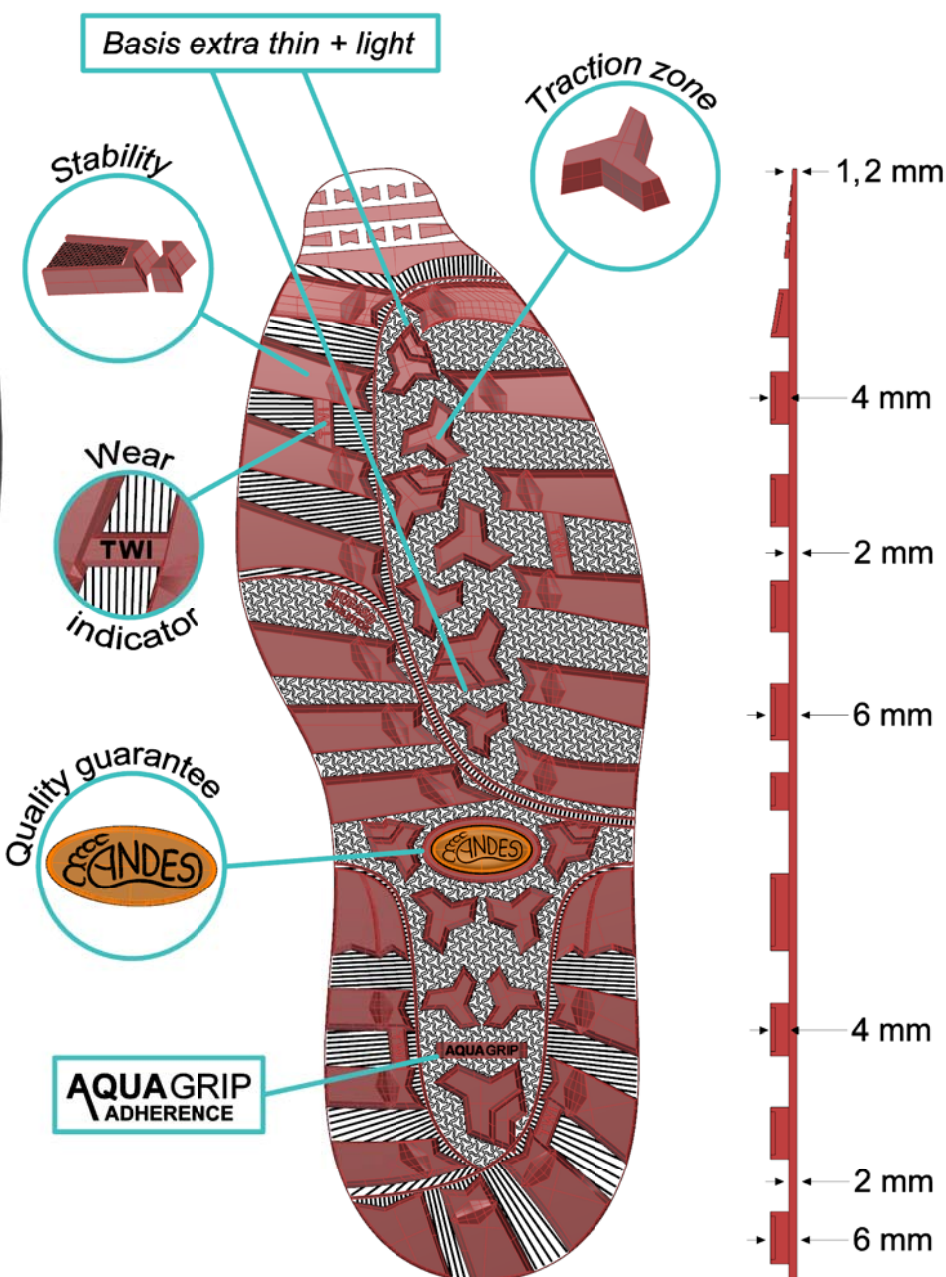 Basis extra thin + light
Traction zone
Stability
1,2 mm
4 mm
Wear
TWI
indicator
2 mm
6 mm
Quality guarantee
ANDES
ANDES
4 mm
AQUAGRIP
AQUAGRIP
ADHERENCE
2 mm
6 mm